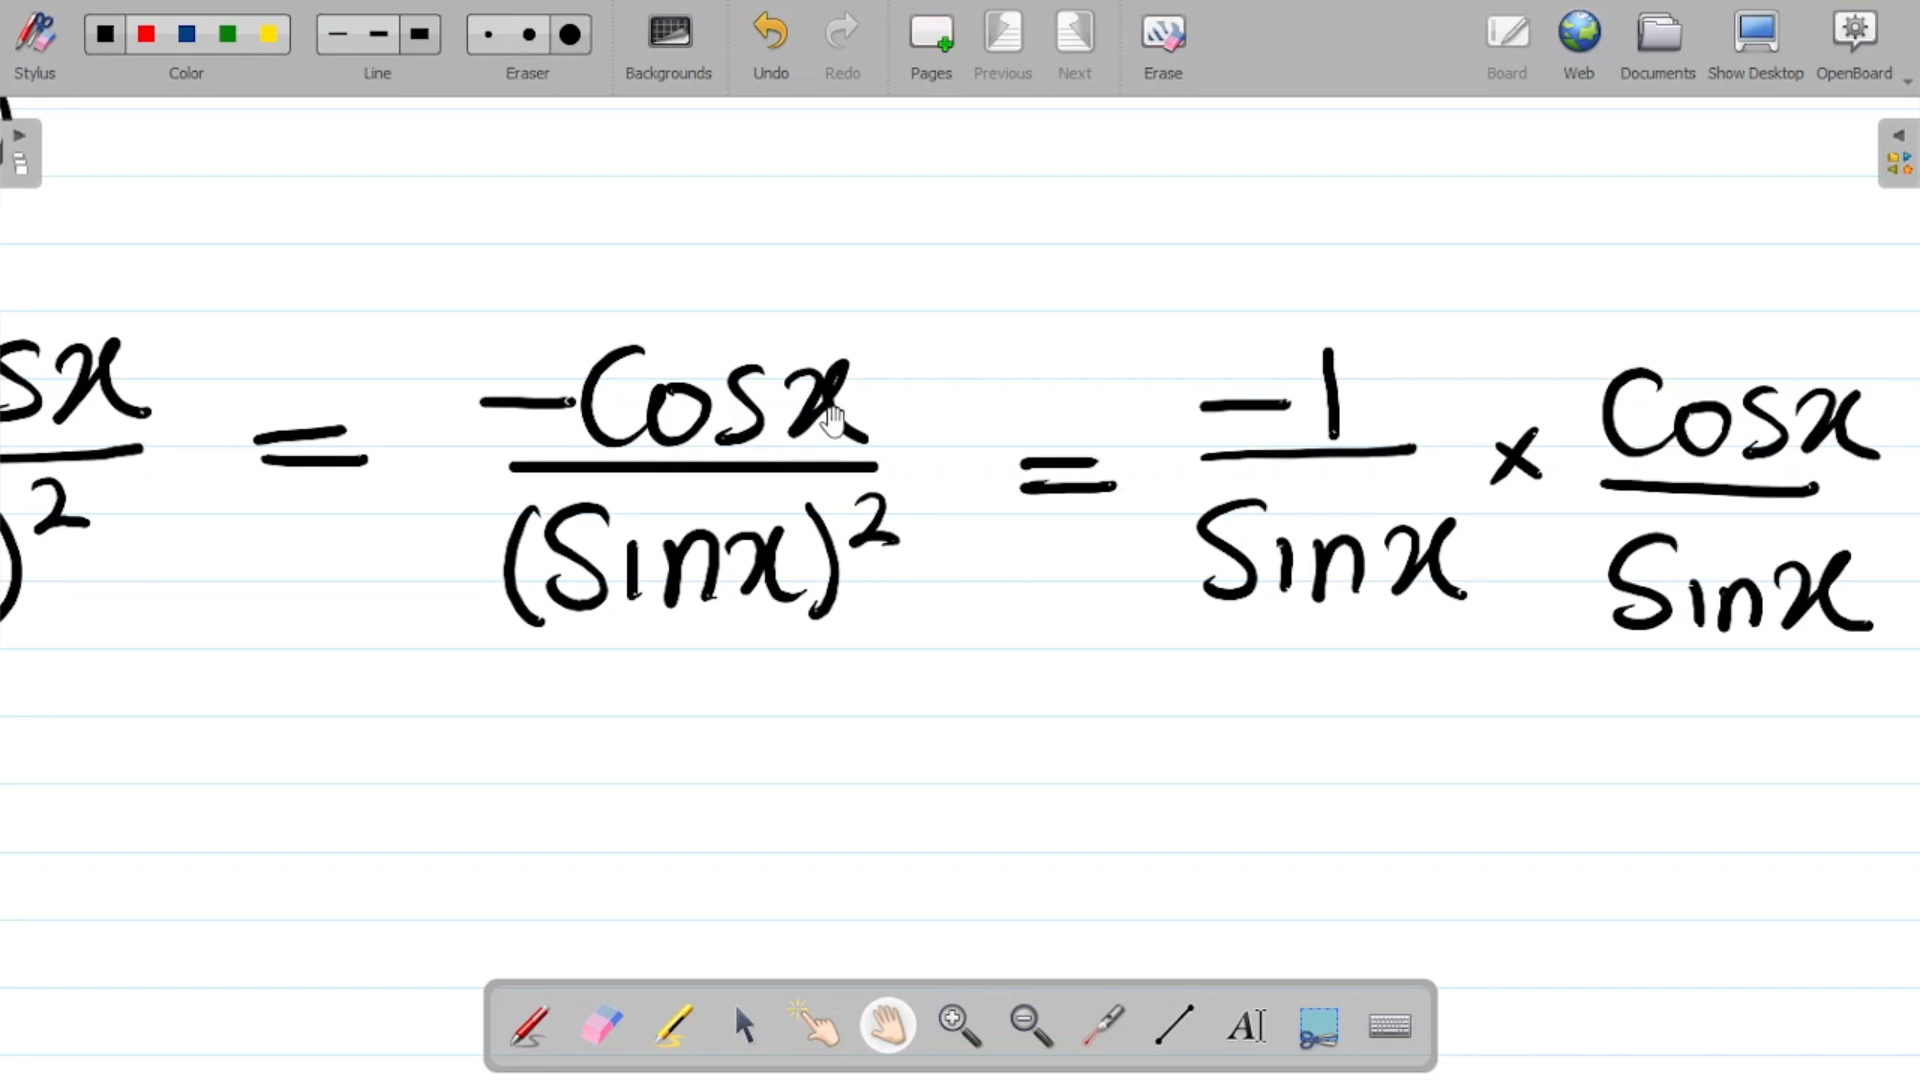 Stylus Color Line Eraser Backgrounds Undo Redo Pages Previous Next Erase Board Web Documents Show Desktop OpenBoard
sx/)² = -Cosx/(Sinx)² = -1/Sinx × Cosx/Sinx
AI